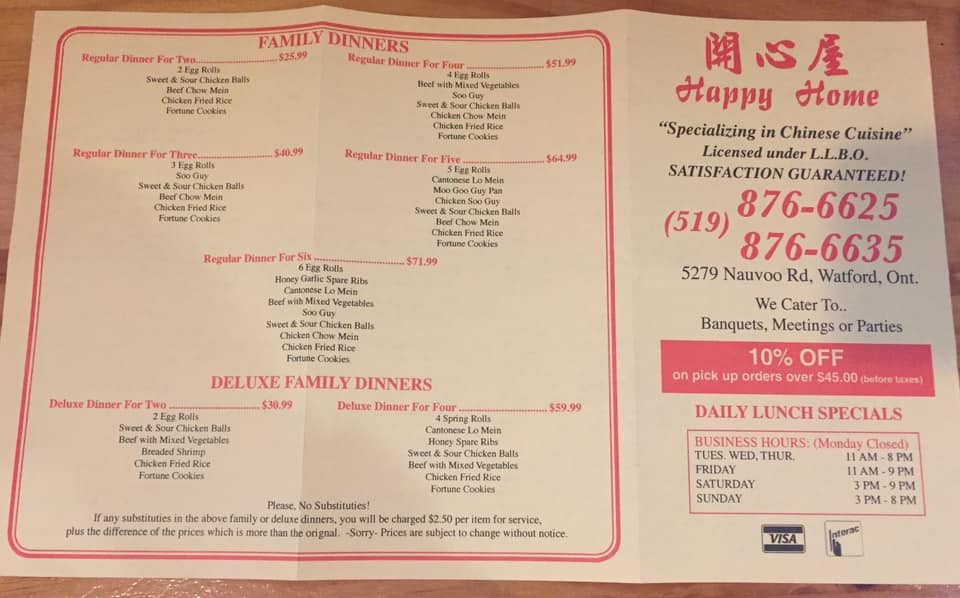 FAMILY DINNERS
Regular Dinner For Two.............................$25.99
2 Egg Rolls
Sweet & Sour Chicken Balls
Beef Chow Mein
Chicken Fried Rice
Fortune Cookies
Regular Dinner For Four ........................... $51.99
4 Egg Rolls
Beef with Mixed Vegetables
Soo Guy
Sweet & Sour Chicken Balls
Chicken Chow Mein
Chicken Fried Rice
Fortune Cookies
Regular Dinner For Three......................... $40.99
3 Egg Rolls
Soo Guy
Sweet & Sour Chicken Balls
Beef Chow Mein
Chicken Fried Rice
Fortune Cookies
Regular Dinner For Five ............................ $64.99
5 Egg Rolls
Cantonese Lo Mein
Moo Goo Guy Pan
Chicken Soo Guy
Sweet & Sour Chicken Balls
Beef Chow Mein
Chicken Fried Rice
Fortune Cookies
Regular Dinner For Six ............................... $71.99
6 Egg Rolls
Honey Garlic Spare Ribs
Cantonese Lo Mein
Beef with Mixed Vegetables
Soo Guy
Sweet & Sour Chicken Balls
Chicken Chow Mein
Chicken Fried Rice
Fortune Cookies
DELUXE FAMILY DINNERS
Deluxe Dinner For Two ............................... $30.99
2 Egg Rolls
Sweet & Sour Chicken Balls
Beef with Mixed Vegetables
Breaded Shrimp
Chicken Fried Rice
Fortune Cookies
Deluxe Dinner For Four .............................. $59.99
4 Spring Rolls
Cantonese Lo Mein
Honey Spare Ribs
Sweet & Sour Chicken Balls
Beef with Mixed Vegetables
Chicken Fried Rice
Fortune Cookies
Please, No Substituties!
If any substituties in the above family or deluxe dinners, you will be charged $2.50 per item for service,
plus the difference of the prices which is more than the orignal. -Sorry- Prices are subject to change without notice.
開心屋
Happy Home
"Specializing in Chinese Cuisine"
Licensed under L.L.B.O.
SATISFACTION GUARANTEED!
(519) 876-6625
876-6635
5279 Nauvoo Rd, Watford, Ont.
We Cater To..
Banquets, Meetings or Parties
10% OFF
on pick up orders over $45.00 (before taxes)
DAILY LUNCH SPECIALS
BUSINESS HOURS: (Monday Closed)
TUES. WED, THUR. 11 AM - 8 PM
FRIDAY 11 AM - 9 PM
SATURDAY 3 PM - 9 PM
SUNDAY 3 PM - 8 PM
VISA
Interac